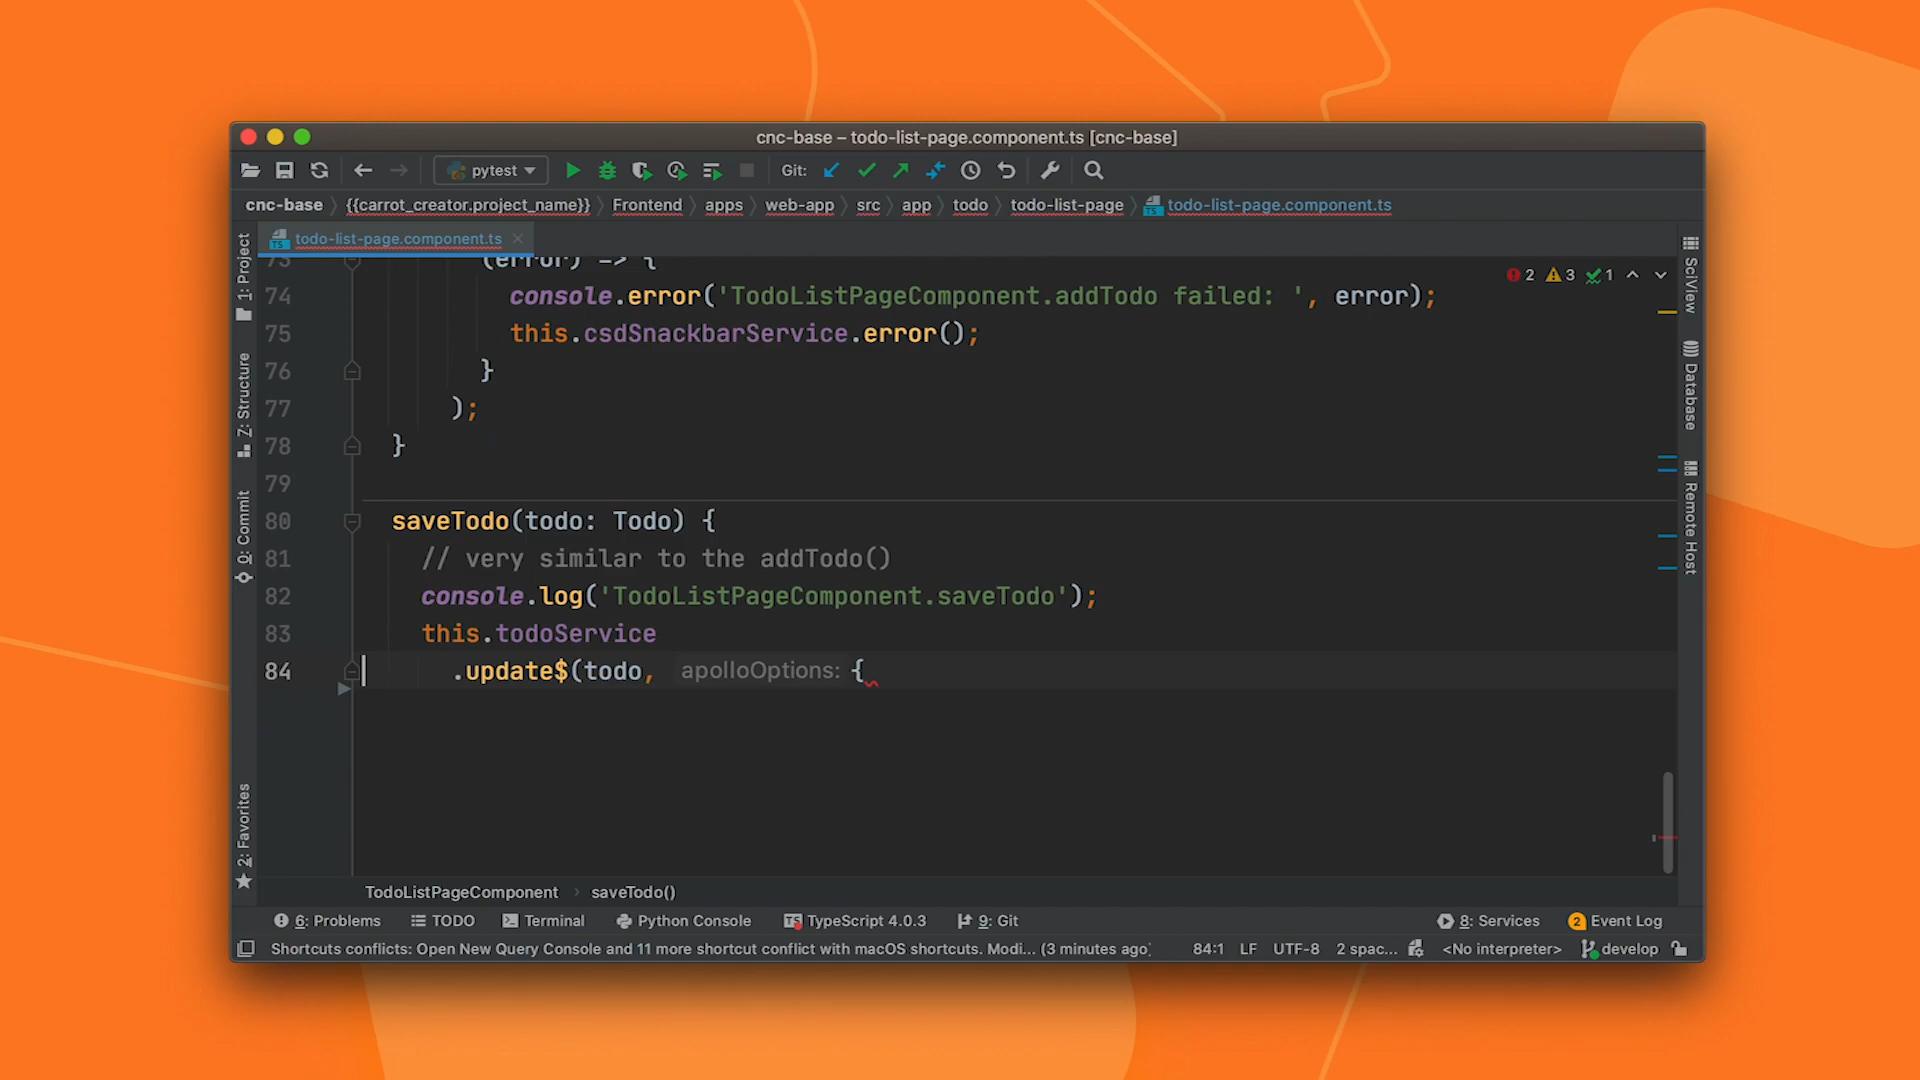 cnc-base – todo-list-page.component.ts [cnc-base]
pytest
Git:
cnc-base
{{carrot_creator.project_name}}
Frontend
apps
web-app
src
app
todo
todo-list-page
todo-list-page.component.ts
1: Project
todo-list-page.component.ts
73 (error) => {
2 3 1
74 console.error('TodoListPageComponent.addTodo failed: ', error);
75 this.csdSnackbarService.error();
76 }
77 );
78 }
79
80 saveTodo(todo: Todo) {
81 // very similar to the addTodo()
82 console.log('TodoListPageComponent.saveTodo');
83 this.todoService
84 .update$(todo, apolloOptions: {
Z: Structure
0: Commit
2: Favorites
SciView
Database
Remote Host
TodoListPageComponent
saveTodo()
6: Problems
TODO
Terminal
Python Console
TypeScript 4.0.3
9: Git
8: Services
2 Event Log
Shortcuts conflicts: Open New Query Console and 11 more shortcut conflict with macOS shortcuts. Modi... (3 minutes ago)
84:1
LF
UTF-8
2 spac...
<No interpreter>
develop